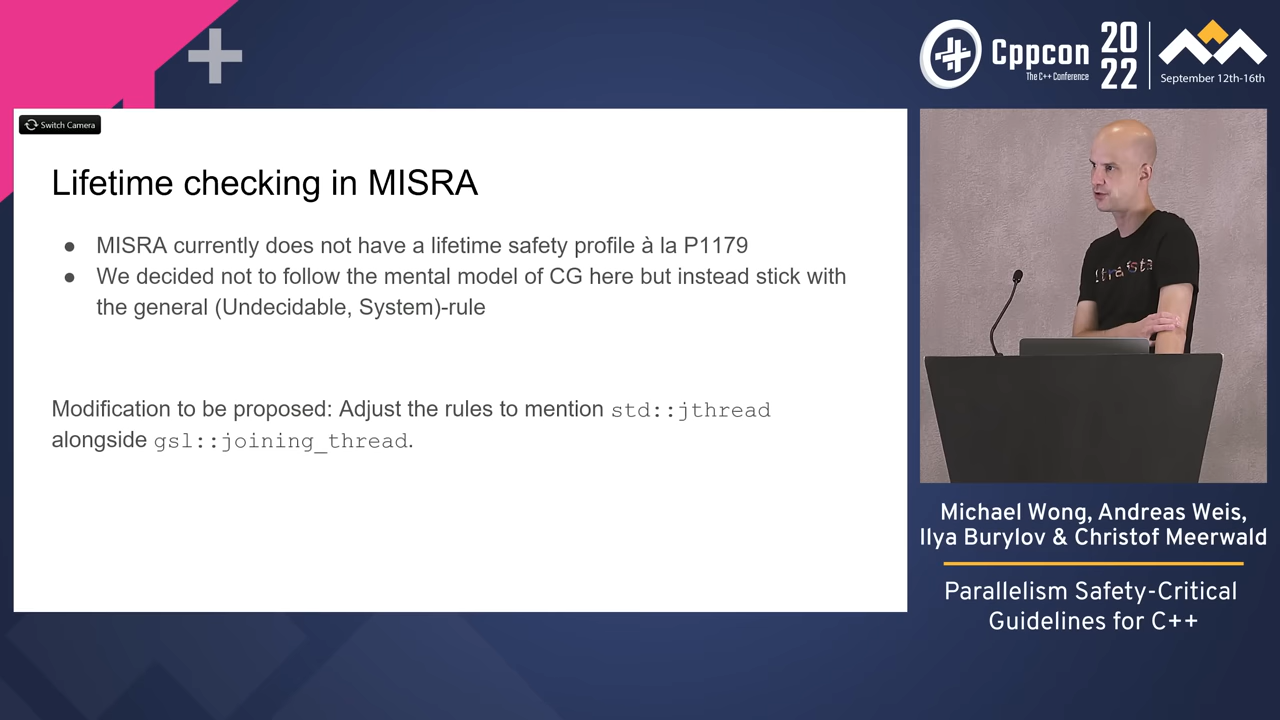 Cppcon
The C++ Conference
20
22
September 12th-16th
Switch Camera
Lifetime checking in MISRA
● MISRA currently does not have a lifetime safety profile à la P1179
● We decided not to follow the mental model of CG here but instead stick with
the general (Undecidable, System)-rule
Modification to be proposed: Adjust the rules to mention std::jthread
alongside gsl::joining_thread.
Michael Wong, Andreas Weis,
Ilya Burylov & Christof Meerwald
Parallelism Safety-Critical
Guidelines for C++